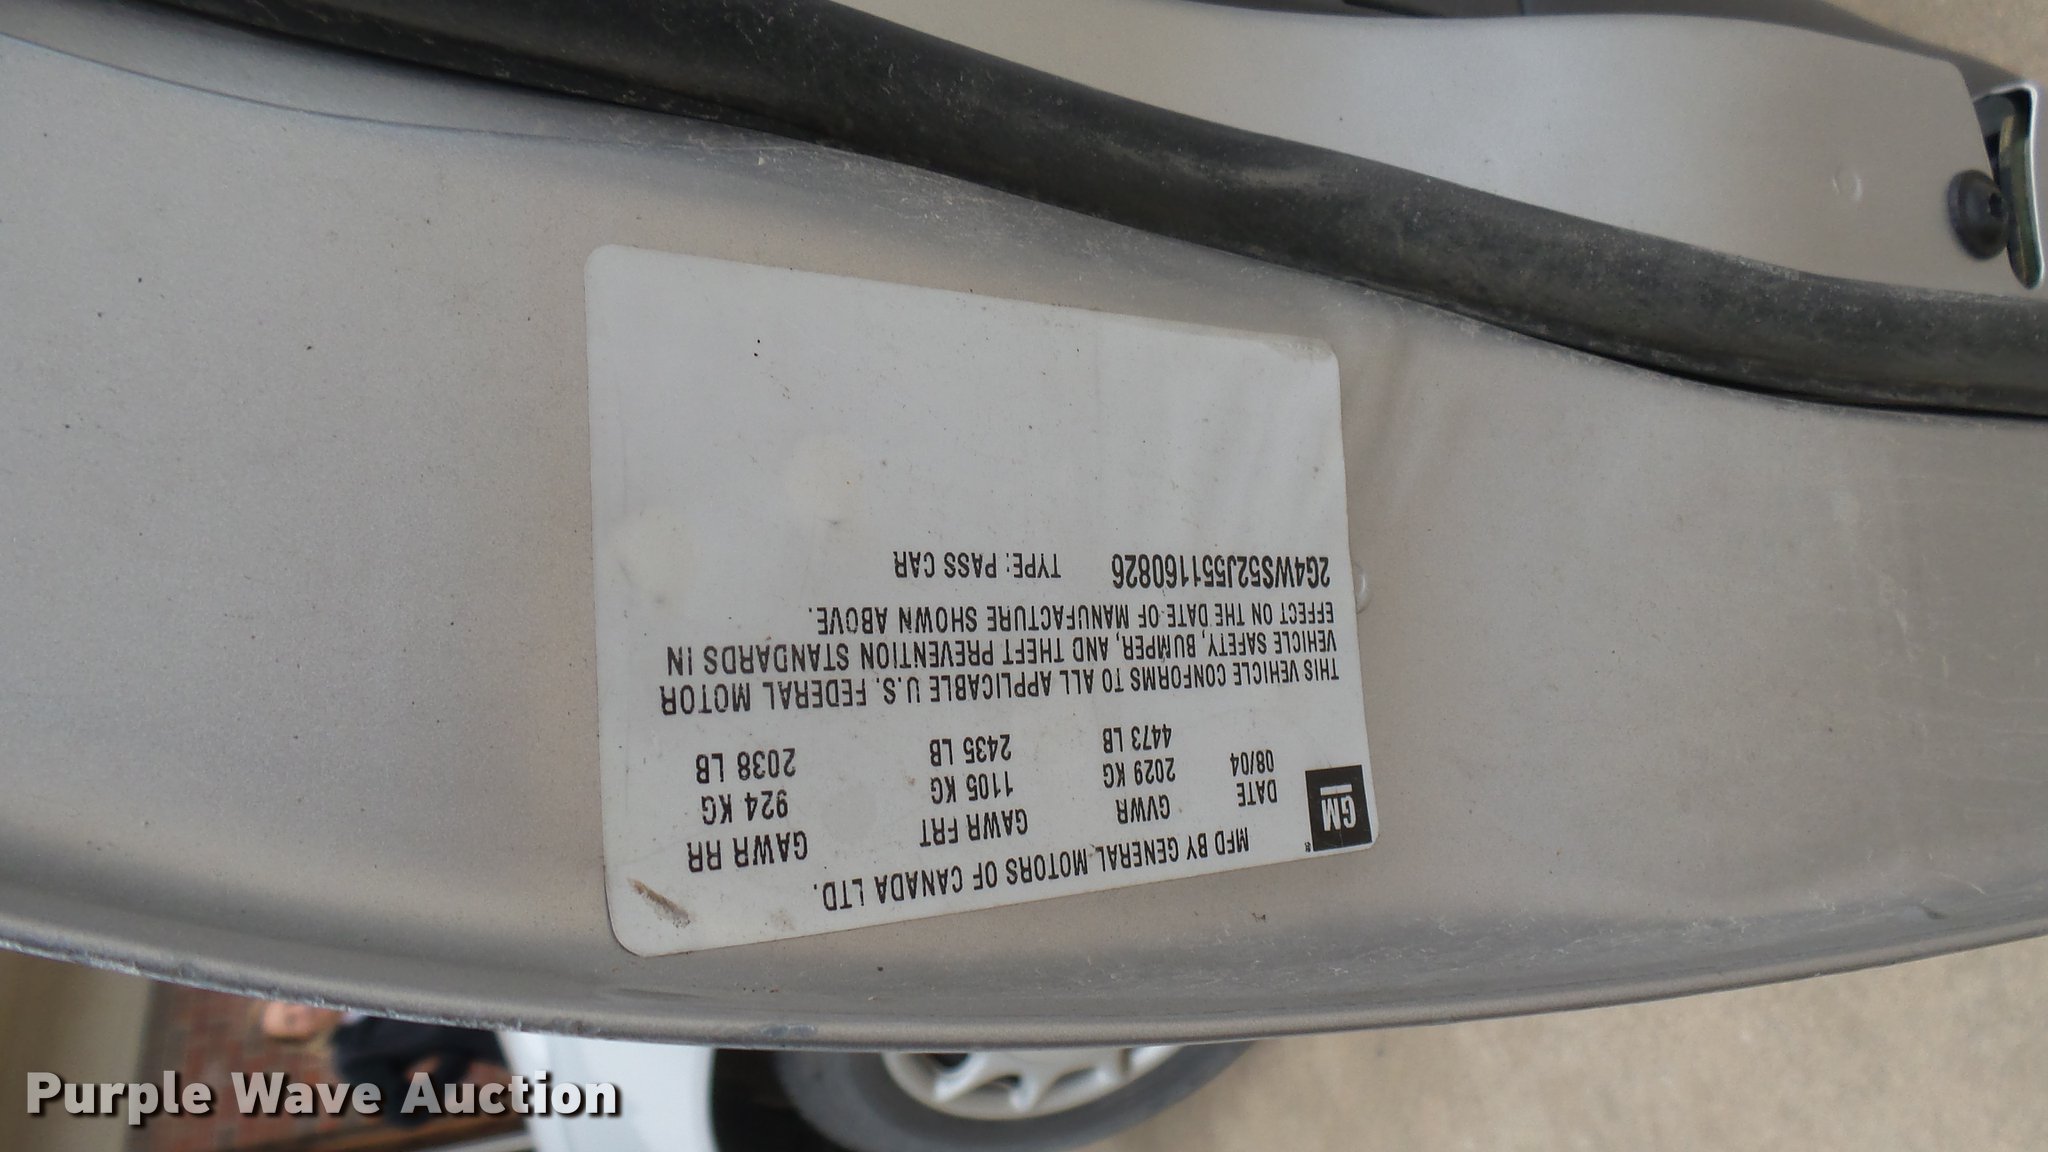 MFD BY GENERAL MOTORS OF CANADA LTD.
GM
DATE GVWR GAWR FRT GAWR RR
08/04 2029 KG 1105 KG 924 KG
4473 LB 2435 LB 2038 LB
THIS VEHICLE CONFORMS TO ALL APPLICABLE U.S. FEDERAL MOTOR
VEHICLE SAFETY, BUMPER, AND THEFT PREVENTION STANDARDS IN
EFFECT ON THE DATE OF MANUFACTURE SHOWN ABOVE.
2G4WS52J551160826 TYPE: PASS CAR
Purple Wave Auction